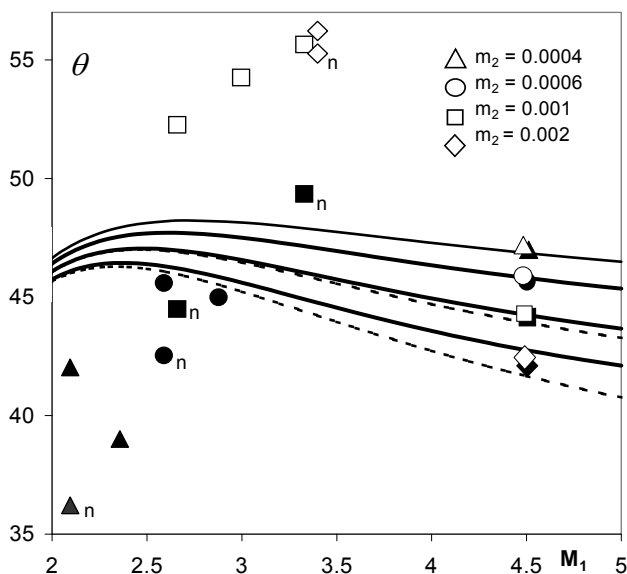 θ
55
50
45
40
35
m₂ = 0.0004
m₂ = 0.0006
m₂ = 0.001
m₂ = 0.002
n
n
n
n
n
2
2.5
3
3.5
4
4.5
5
M₁